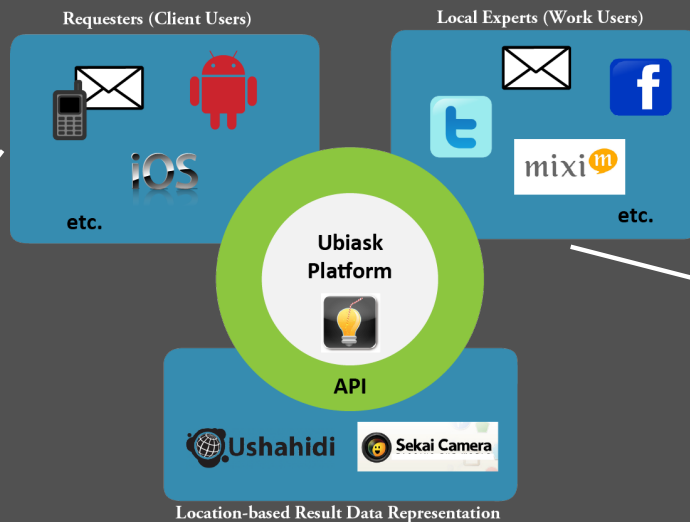 Requesters (Client Users)
Local Experts (Work Users)
f
t
iOS
mixi m
etc.
etc.
Ubiask
Platform
API
Ushahidi
Sekai Camera
Location-based Result Data Representation